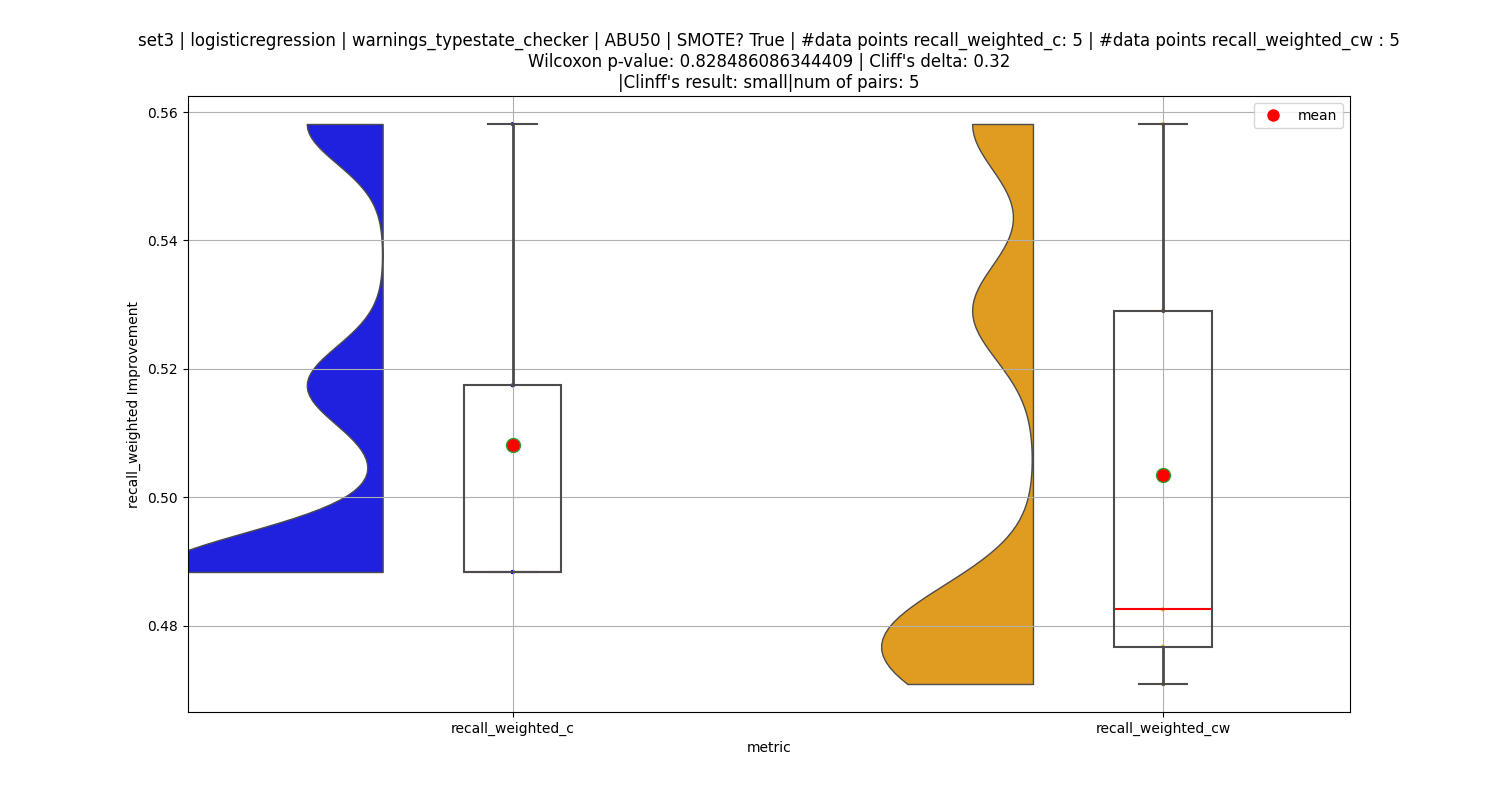 set3 | logisticregression | warnings_typestate_checker | ABU50 | SMOTE? True | #data points recall_weighted_c: 5 | #data points recall_weighted_cw : 5
Wilcoxon p-value: 0.828486086344409 | Cliff's delta: 0.32
|Clinff's result: small|num of pairs: 5
mean
0.56
0.54
0.52
0.50
0.48
recall_weighted Improvement
recall_weighted_c
recall_weighted_cw
metric